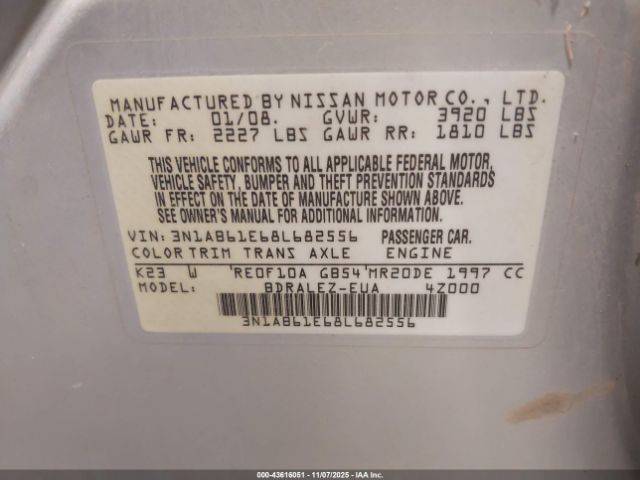 MANUFACTURED BY NISSAN MOTOR CO., LTD.
DATE: 01/08. GVWR: 3920 LBS
GAWR FR: 2227 LBS GAWR RR: 1810 LBS
THIS VEHICLE CONFORMS TO ALL APPLICABLE FEDERAL MOTOR,
VEHICLE SAFETY, BUMPER AND THEFT PREVENTION STANDARDS
IN EFFECT ON THE DATE OF MANUFACTURE SHOWN ABOVE.
SEE OWNER'S MANUAL FOR ADDITIONAL INFORMATION.
VIN: 3N1AB61E68L682556 PASSENGER CAR.
COLOR TRIM TRANS AXLE ENGINE
K23 W 'RE0F10A GB54'MR20DE 1997 CC
MODEL: BDRALEZ-EUA 4Z000
3N1AB61E68L682556
000-43616051 - 11/07/2025 - IAA